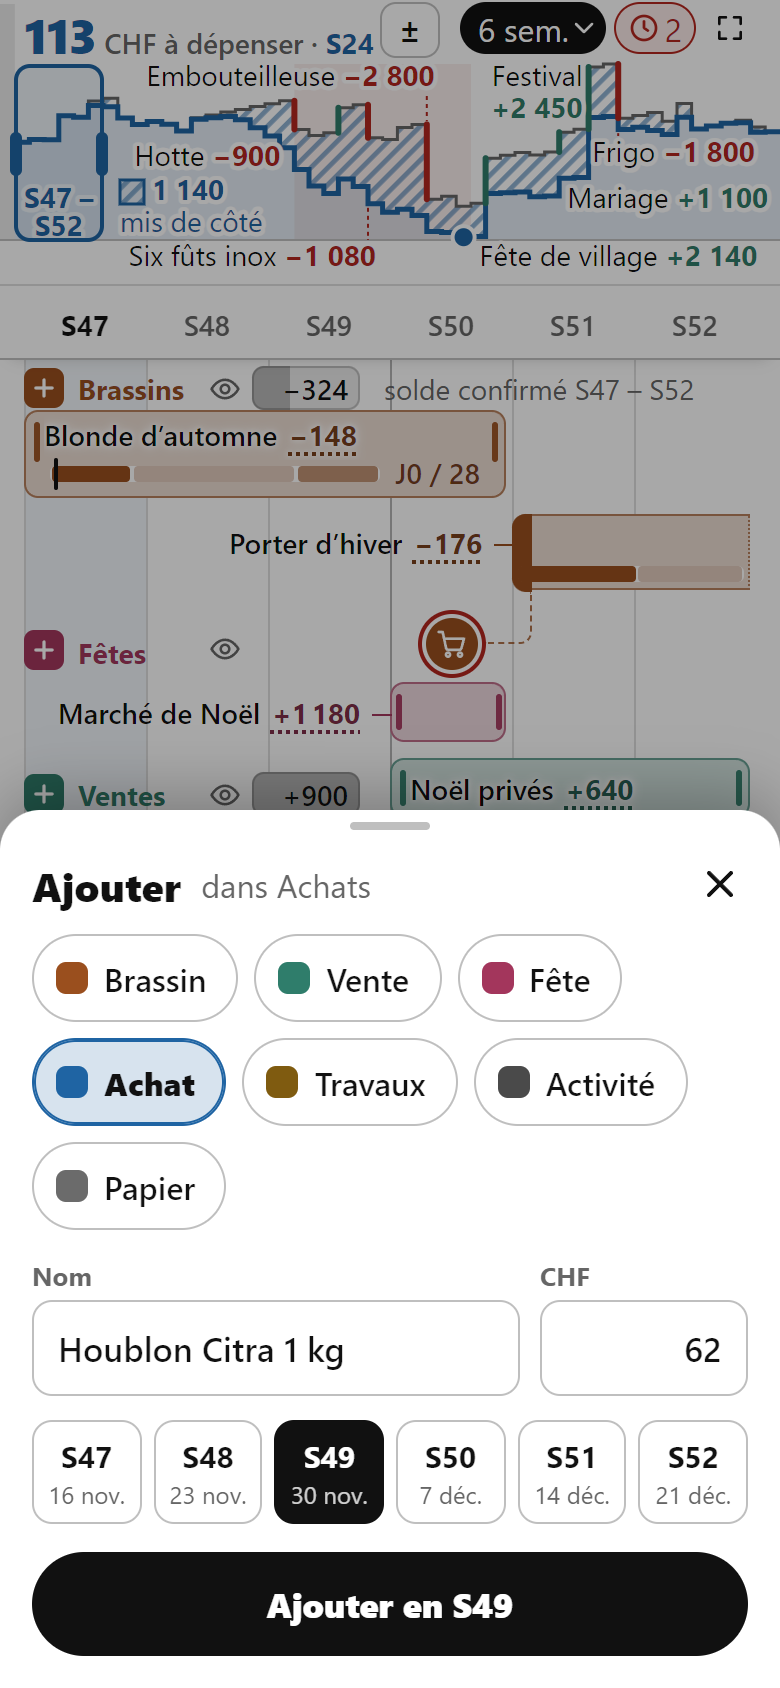 113 CHF à dépenser · S24
±
6 sem.
2
Embouteilleuse −2 800
Festival
+2 450
Hotte −900
Frigo −1 800
S47 –
S52
1 140
mis de côté
Mariage +1 100
Six fûts inox −1 080
Fête de village +2 140
S47 S48 S49 S50 S51 S52
Brassins −324 solde confirmé S47 – S52
Blonde d’automne −148
J0 / 28
Porter d’hiver −176
Fêtes
Marché de Noël +1 180
Ventes +900 Noël privés +640
Ajouter dans Achats
Brassin Vente Fête
Achat Travaux Activité
Papier
Nom CHF
Houblon Citra 1 kg 62
S47 S48 S49 S50 S51 S52
16 nov. 23 nov. 30 nov. 7 déc. 14 déc. 21 déc.
Ajouter en S49